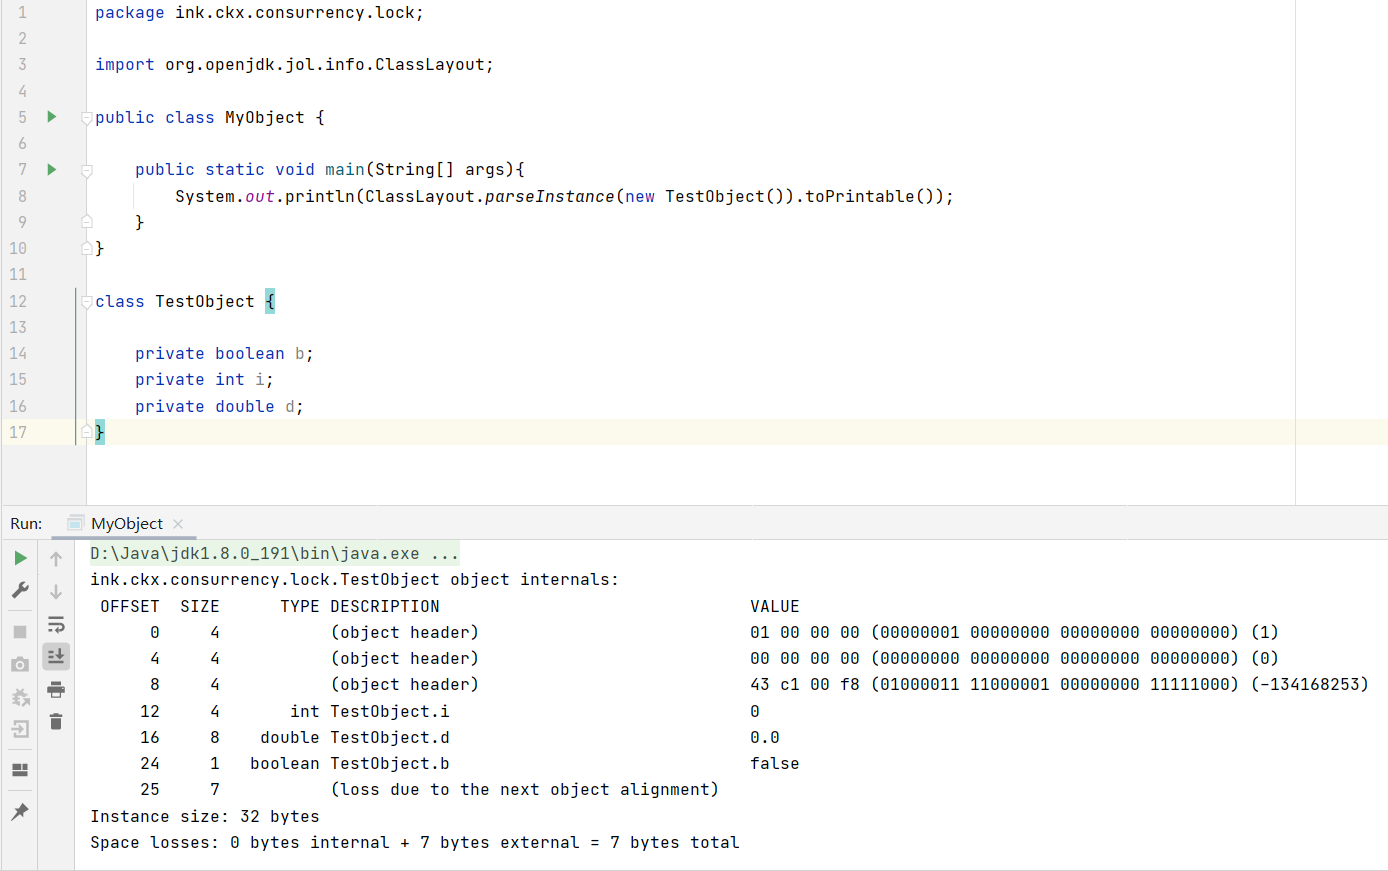 1 package ink.ckx.consurrency.lock;
2
3 import org.openjdk.jol.info.ClassLayout;
4
5 public class MyObject {
6
7 public static void main(String[] args){
8 System.out.println(ClassLayout.parseInstance(new TestObject()).toPrintable());
9 }
10 }
11
12 class TestObject {
13
14 private boolean b;
15 private int i;
16 private double d;
17 }
Run: MyObject
D:\Java\jdk1.8.0_191\bin\java.exe ...
ink.ckx.consurrency.lock.TestObject object internals:
OFFSET SIZE TYPE DESCRIPTION VALUE
0 4 (object header) 01 00 00 00 (00000001 00000000 00000000 00000000) (1)
4 4 (object header) 00 00 00 00 (00000000 00000000 00000000 00000000) (0)
8 4 (object header) 43 c1 00 f8 (01000011 11000001 00000000 11111000) (-134168253)
12 4 int TestObject.i 0
16 8 double TestObject.d 0.0
24 1 boolean TestObject.b false
25 7 (loss due to the next object alignment)
Instance size: 32 bytes
Space losses: 0 bytes internal + 7 bytes external = 7 bytes total